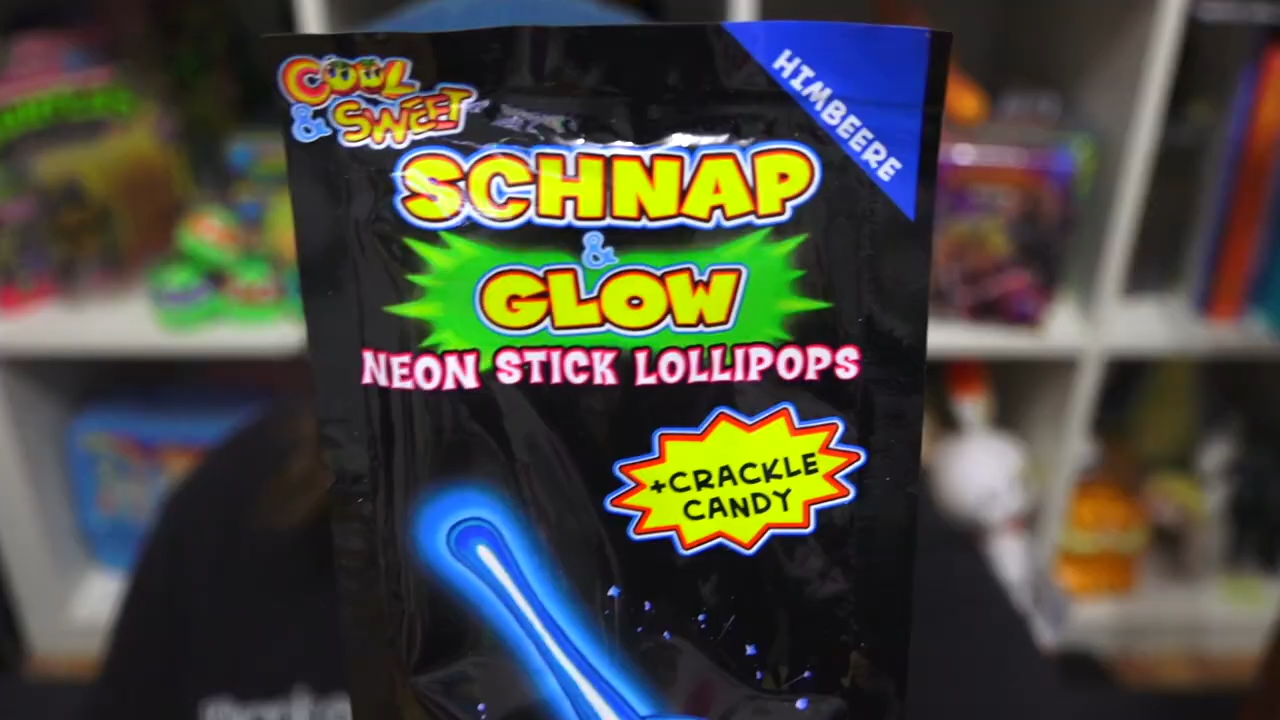 COOL
& SWEET
HIMBEERE
SCHNAP
&
GLOW
NEON STICK LOLLIPOPS
+CRACKLE
CANDY